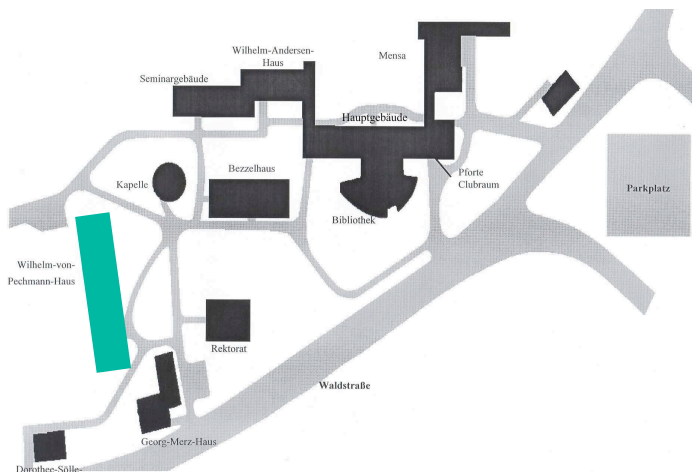 Wilhelm-Andersen-
Haus
Mensa
Seminargebäude
Hauptgebäude
Bezzelhaus
Kapelle
Pforte
Clubraum
Parkplatz
Bibliothek
Wilhelm-von-
Pechmann-Haus
Rektorat
Waldstraße
Georg-Merz-Haus
Dorothee-Sölle-